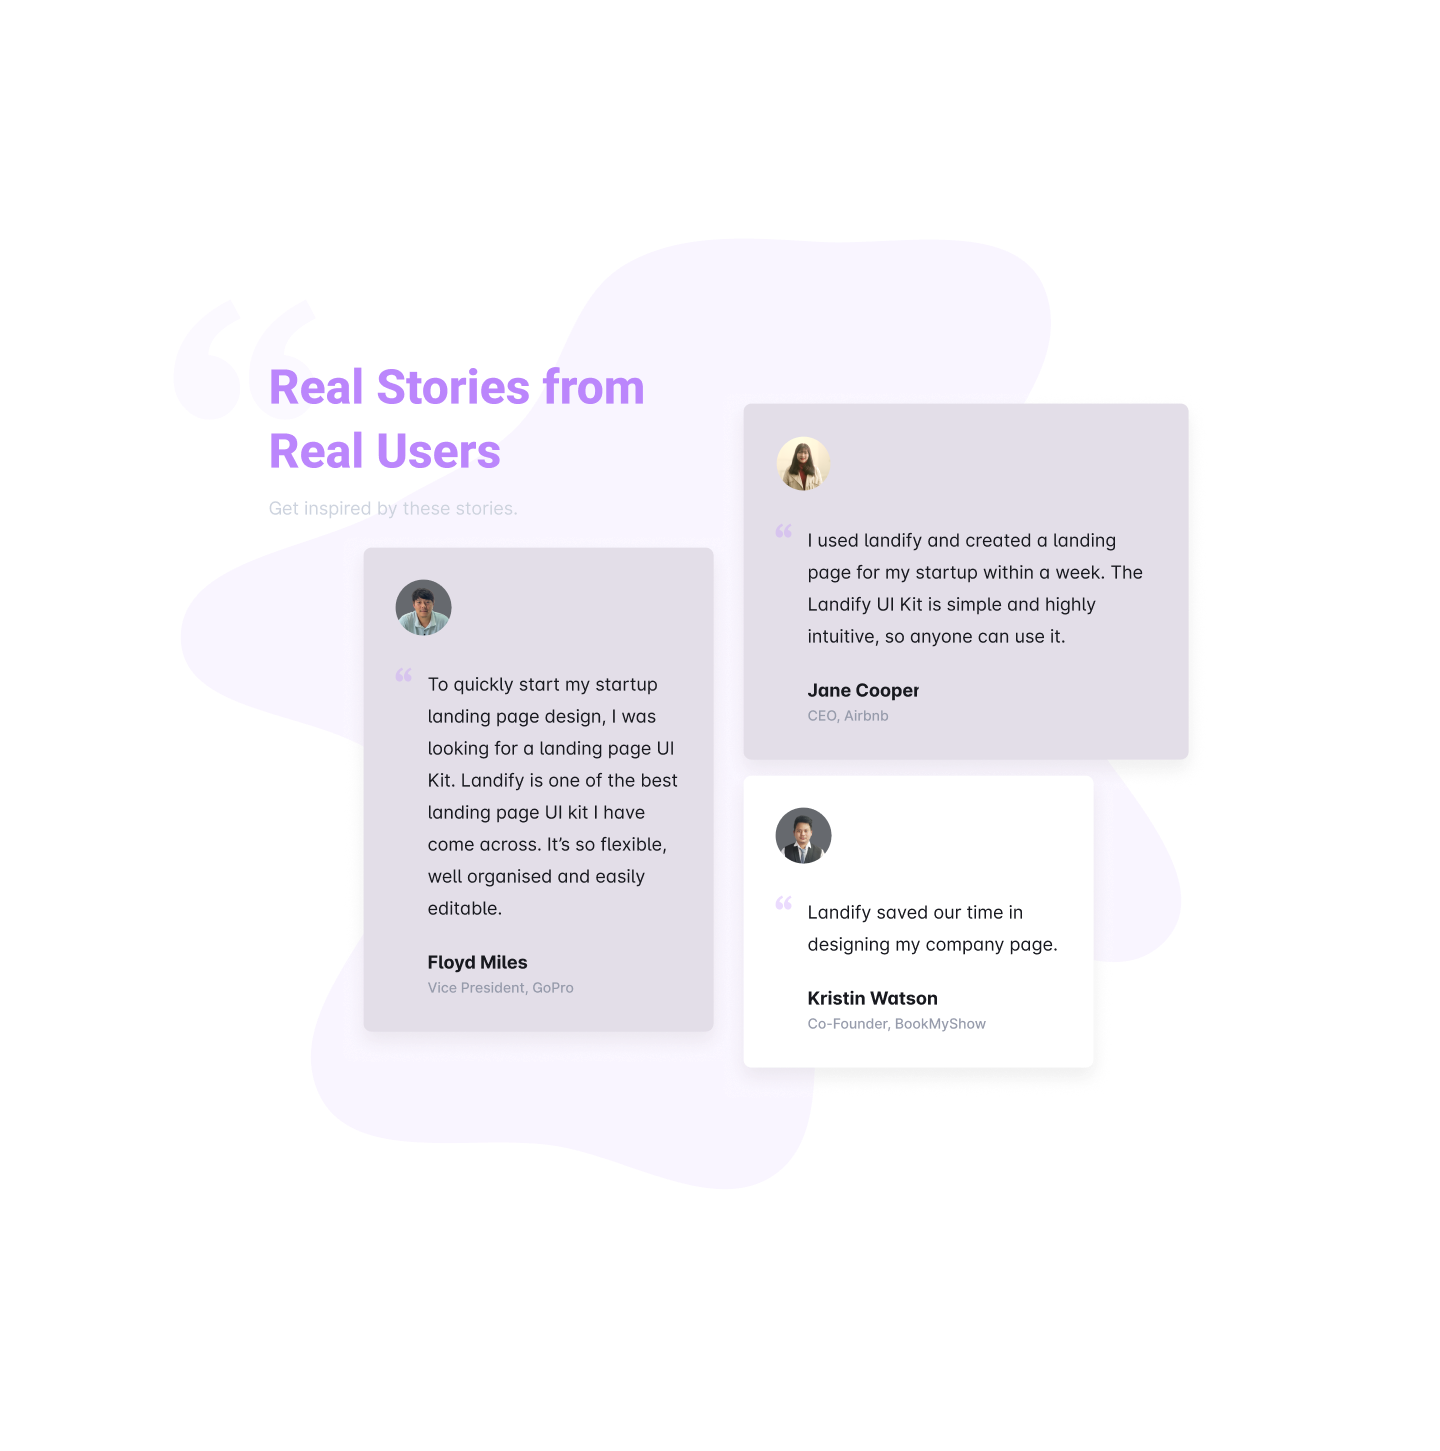 Real Stories from
Real Users
Get inspired by these stories.
“
To quickly start my startup
landing page design, I was
looking for a landing page UI
Kit. Landify is one of the best
landing page UI kit I have
come across. It’s so flexible,
well organised and easily
editable.
Floyd Miles
Vice President, GoPro
“
I used landify and created a landing
page for my startup within a week. The
Landify UI Kit is simple and highly
intuitive, so anyone can use it.
Jane Cooper
CEO, Airbnb
“
Landify saved our time in
designing my company page.
Kristin Watson
Co-Founder, BookMyShow